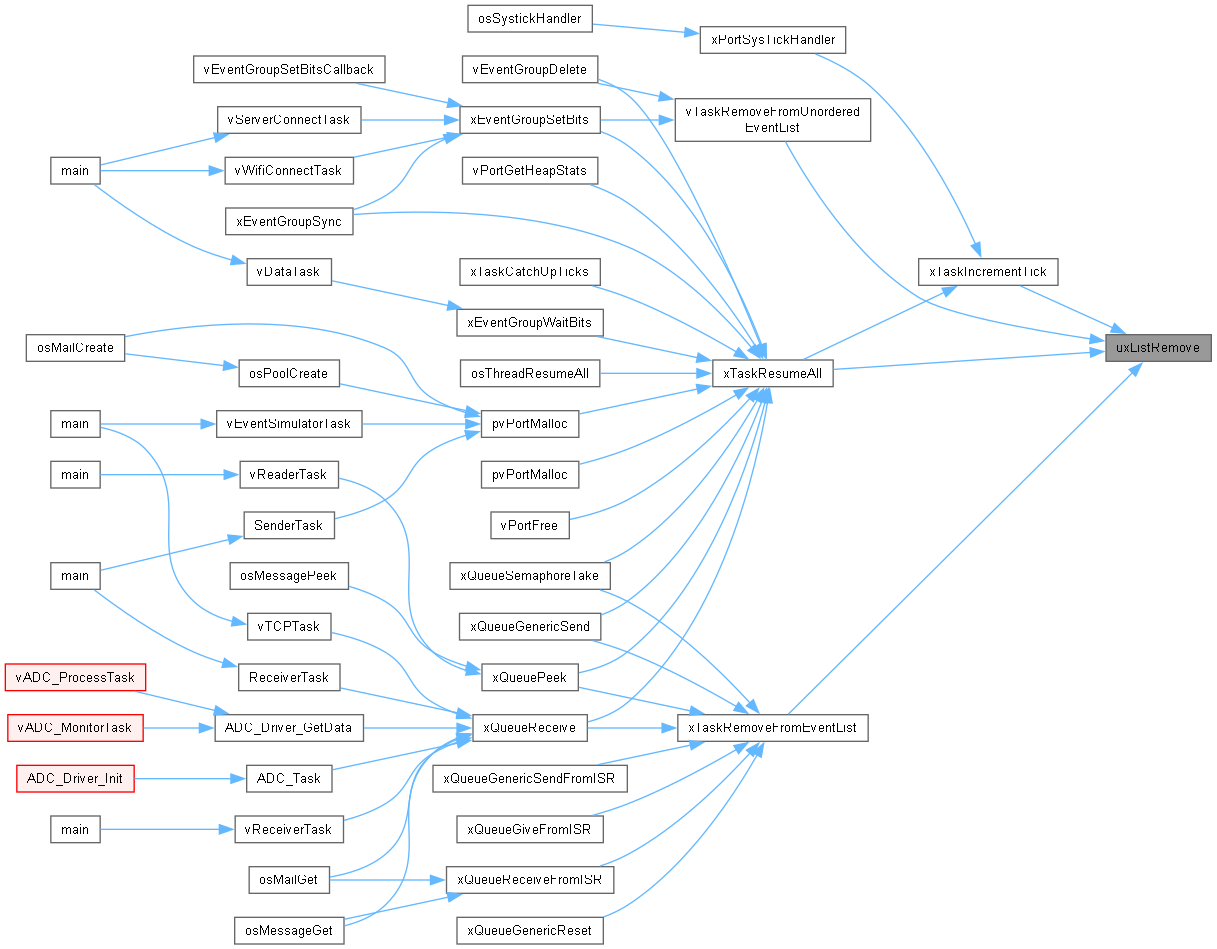 osSystickHandler
xPortSysTickHandler
vEventGroupSetBitsCallback
vEventGroupDelete
vServerConnectTask
xEventGroupSetBits
vTaskRemoveFromUnordered
EventList
main
vWifiConnectTask
vPortGetHeapStats
xEventGroupSync
vDataTask
xTaskCatchUpTicks
xTaskIncrementTick
xEventGroupWaitBits
osMailCreate
uxListRemove
osPoolCreate
osThreadResumeAll
xTaskResumeAll
main
vEventSimulatorTask
pvPortMalloc
main
vReaderTask
pvPortMalloc
SenderTask
vPortFree
main
osMessagePeek
xQueueSemaphoreTake
vTCPTask
xQueueGenericSend
vADC_ProcessTask
ReceiverTask
xQueuePeek
vADC_MonitorTask
ADC_Driver_GetData
xQueueReceive
xTaskRemoveFromEventList
ADC_Driver_Init
ADC_Task
xQueueGenericSendFromISR
main
vReceiverTask
xQueueGiveFromISR
osMailGet
xQueueReceiveFromISR
osMessageGet
xQueueGenericReset